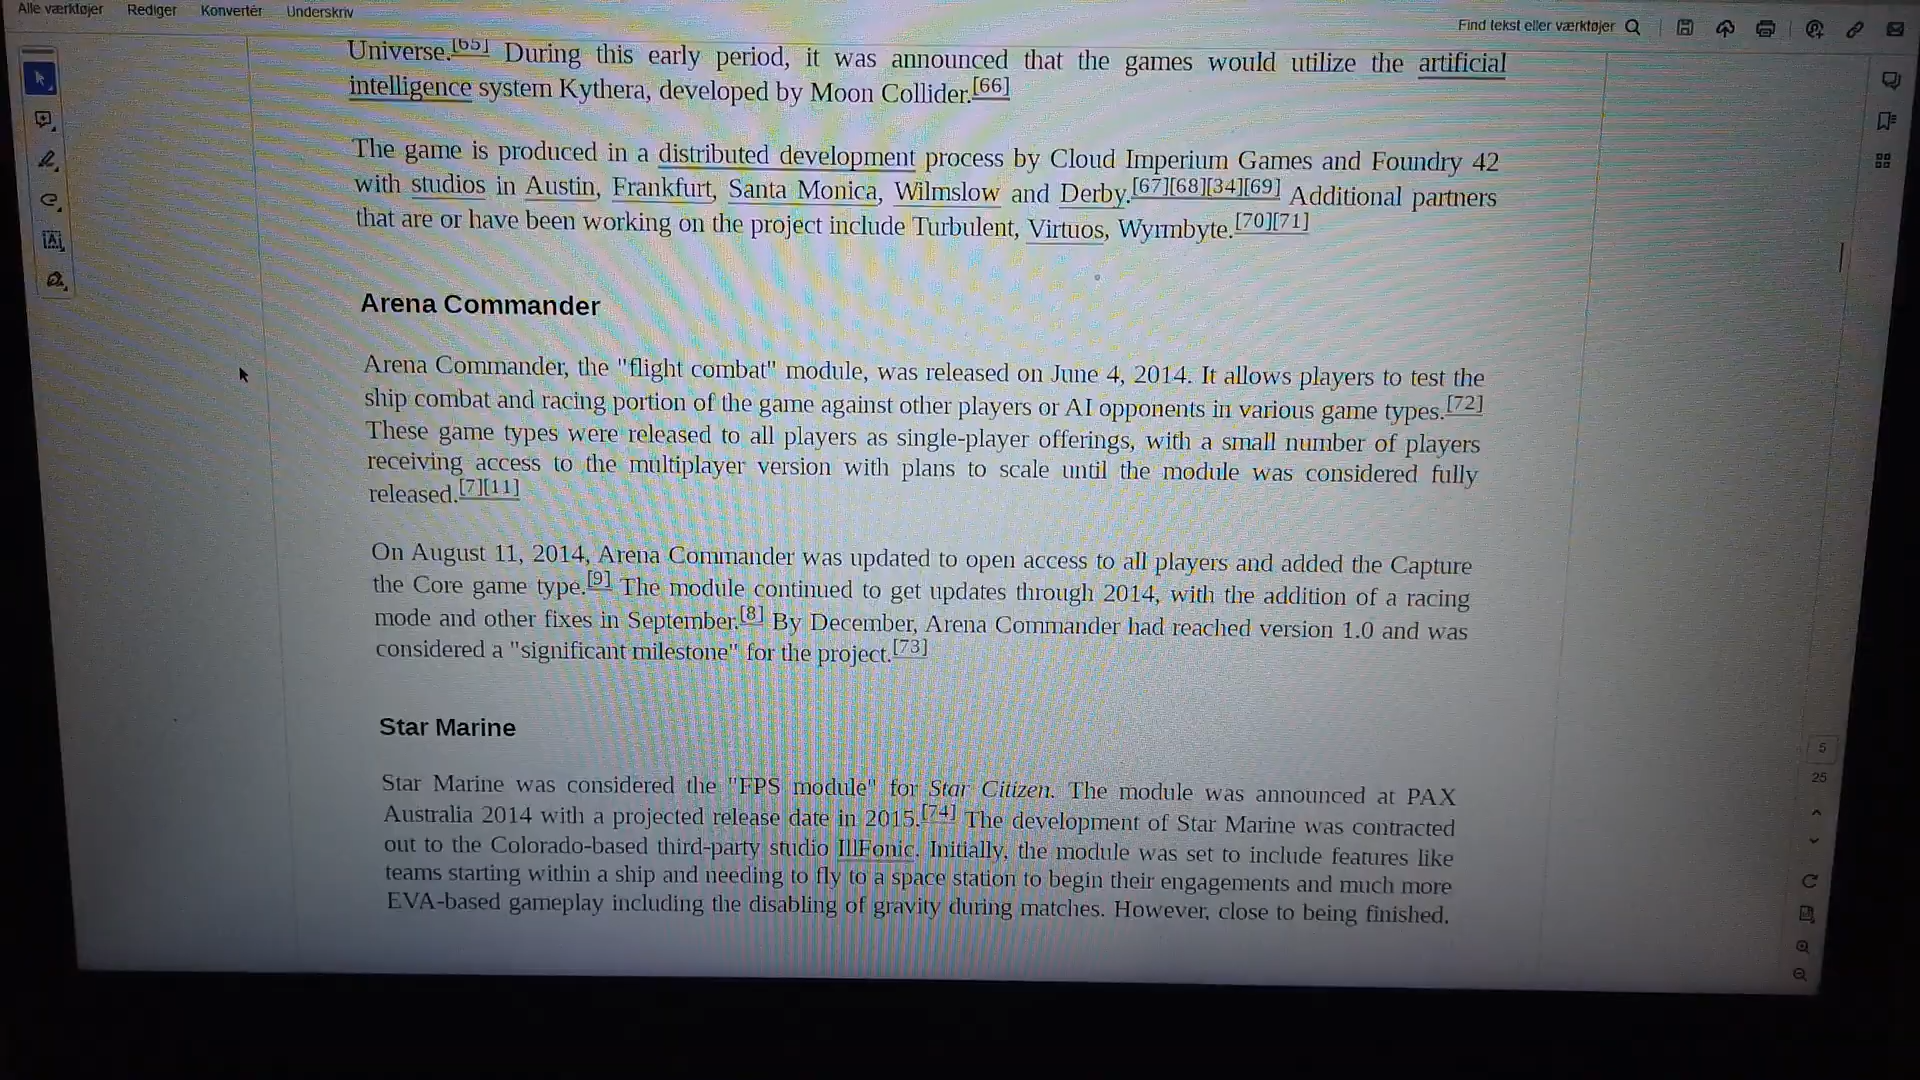 Alle værktøjer Rediger Konvertér Underskriv
Find tekst eller værktøjer
Universe.[65] During this early period, it was announced that the games would utilize the artificial
intelligence system Kythera, developed by Moon Collider.[66]
The game is produced in a distributed development process by Cloud Imperium Games and Foundry 42
with studios in Austin, Frankfurt, Santa Monica, Wilmslow and Derby.[67][68][34][69] Additional partners
that are or have been working on the project include Turbulent, Virtuos, Wyrmbyte.[70][71]
Arena Commander
Arena Commander, the "flight combat" module, was released on June 4, 2014. It allows players to test the
ship combat and racing portion of the game against other players or AI opponents in various game types.[72]
These game types were released to all players as single-player offerings, with a small number of players
receiving access to the multiplayer version with plans to scale until the module was considered fully
released.[7][11]
On August 11, 2014, Arena Commander was updated to open access to all players and added the Capture
the Core game type.[9] The module continued to get updates through 2014, with the addition of a racing
mode and other fixes in September.[8] By December, Arena Commander had reached version 1.0 and was
considered a "significant milestone" for the project.[73]
Star Marine
Star Marine was considered the "FPS module" for Star Citizen. The module was announced at PAX
Australia 2014 with a projected release date in 2015.[74] The development of Star Marine was contracted
out to the Colorado-based third-party studio IllFonic. Initially, the module was set to include features like
teams starting within a ship and needing to fly to a space station to begin their engagements and much more
EVA-based gameplay including the disabling of gravity during matches. However, close to being finished,
5
25